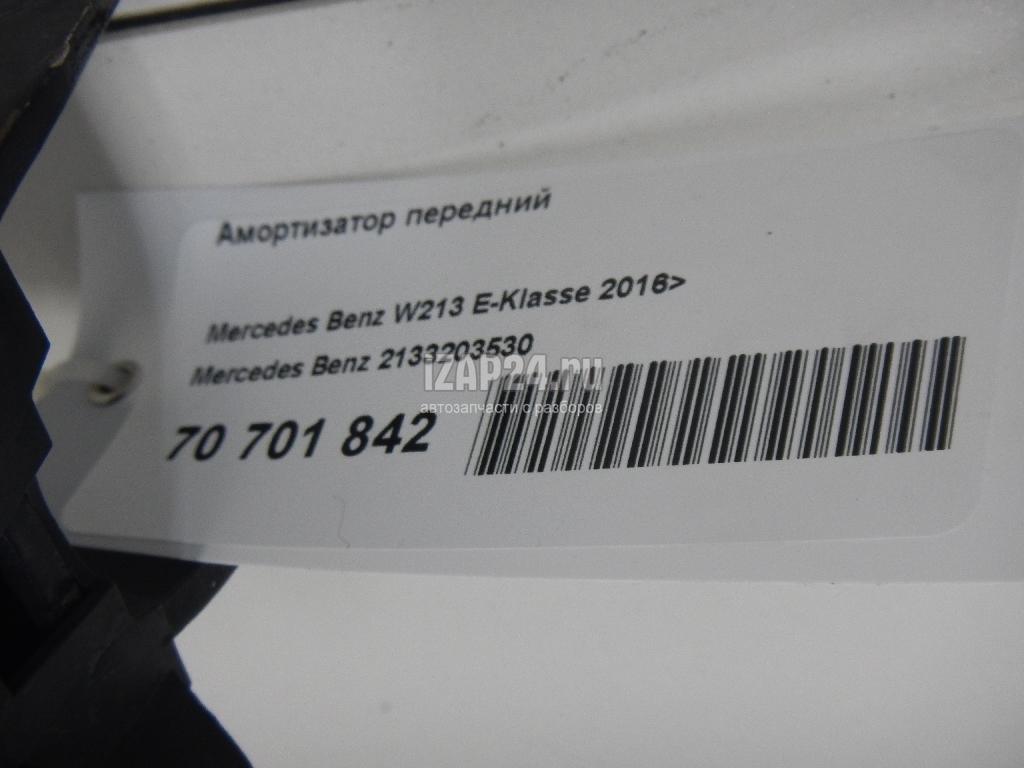 Амортизатор передний
Mercedes Benz W213 E-Klasse 2016>
Mercedes Benz 2133203530
IZAP24.ru
автозапчасти с разборов
70 701 842